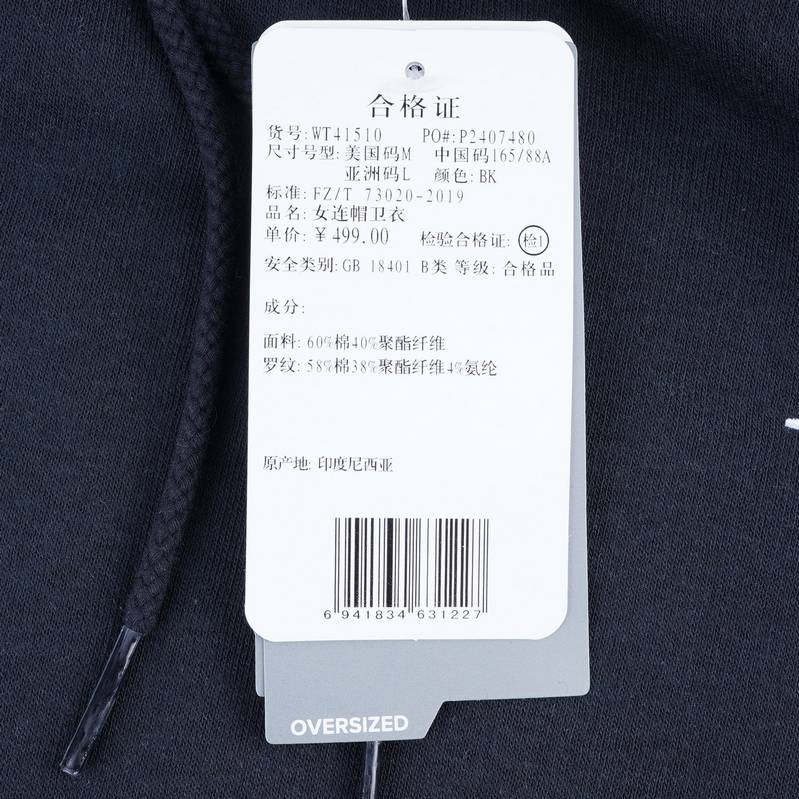 合格证
货号:WT41510 PO#:P2407480
尺寸号型:美国码M 中国码165/88A
亚洲码L 颜色:BK
标准:FZ/T 73020-2019
品名:女连帽卫衣
单价:¥499.00 检验合格证: 检1
安全类别:GB 18401 B类 等级:合格品
成分:
面料:60%棉40%聚酯纤维
罗纹:58%棉38%聚酯纤维4%氨纶
原产地:印度尼西亚
6 941834 631227
OVERSIZED